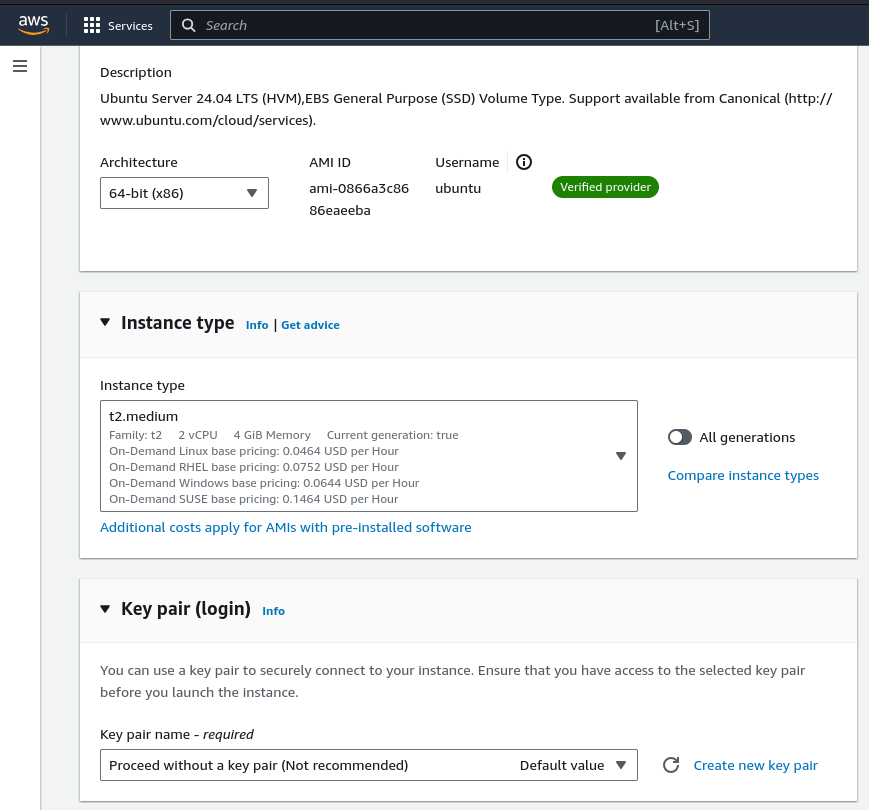 aws
Services
Search
[Alt+S]
Description
Ubuntu Server 24.04 LTS (HVM),EBS General Purpose (SSD) Volume Type. Support available from Canonical (http://
www.ubuntu.com/cloud/services).
Architecture
AMI ID
Username
64-bit (x86)
ami-0866a3c86
86eaeeba
ubuntu
Verified provider
Instance type
Info | Get advice
Instance type
t2.medium
Family: t2 2 vCPU 4 GiB Memory Current generation: true
On-Demand Linux base pricing: 0.0464 USD per Hour
On-Demand RHEL base pricing: 0.0752 USD per Hour
On-Demand Windows base pricing: 0.0644 USD per Hour
On-Demand SUSE base pricing: 0.1464 USD per Hour
All generations
Compare instance types
Additional costs apply for AMIs with pre-installed software
Key pair (login)
Info
You can use a key pair to securely connect to your instance. Ensure that you have access to the selected key pair
before you launch the instance.
Key pair name - required
Proceed without a key pair (Not recommended)
Default value
Create new key pair